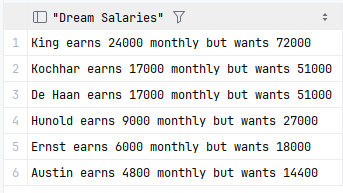 "Dream Salaries"
1 King earns 24000 monthly but wants 72000
2 Kochhar earns 17000 monthly but wants 51000
3 De Haan earns 17000 monthly but wants 51000
4 Hunold earns 9000 monthly but wants 27000
5 Ernst earns 6000 monthly but wants 18000
6 Austin earns 4800 monthly but wants 14400